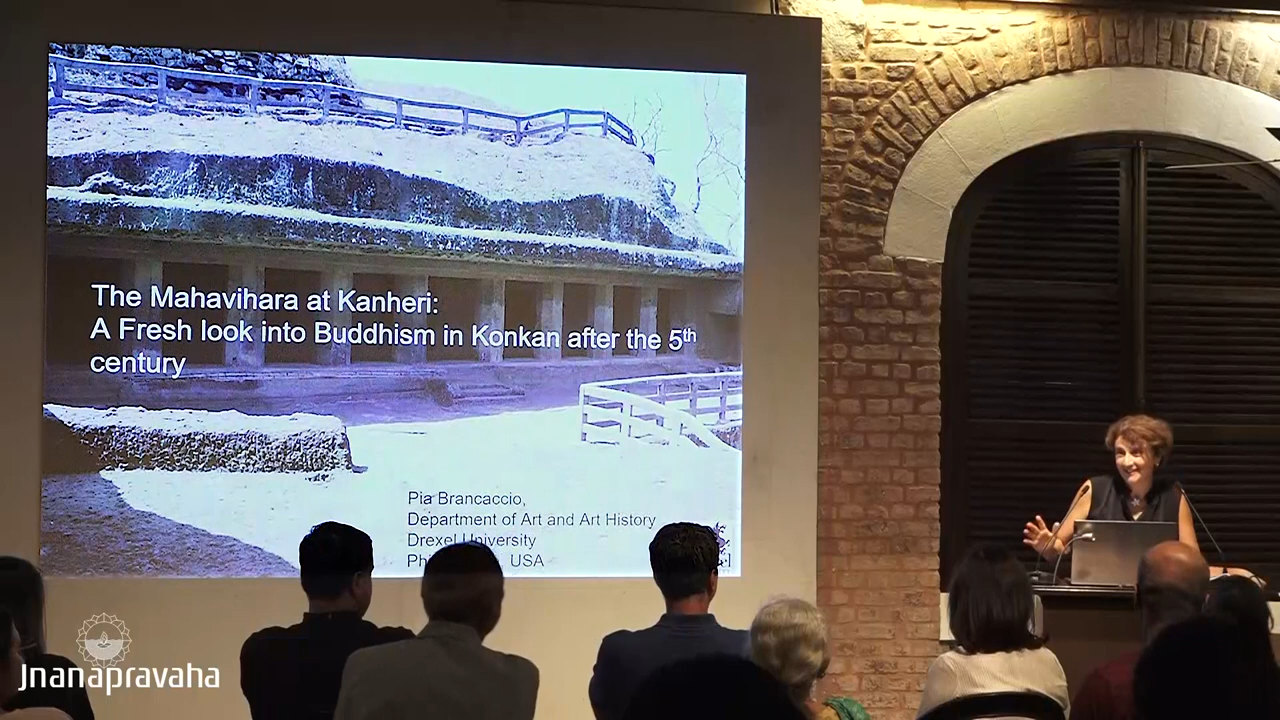 The Mahavihara at Kanheri:
A Fresh look into Buddhism in Konkan after the 5th
century
Pia Brancaccio,
Department of Art and Art History
Drexel University
USA
Jnanapravaha